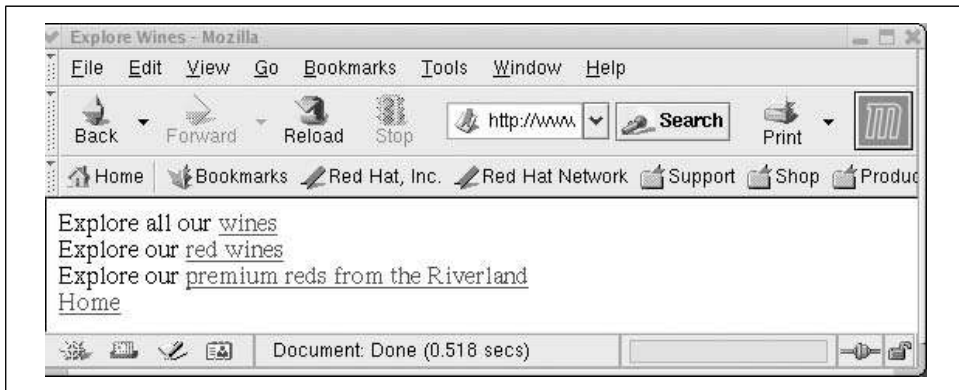 Explore Wines - Mozilla
File Edit View Go Bookmarks Tools Window Help
Back Forward Reload Stop http://www. Search Print
Home Bookmarks Red Hat, Inc. Red Hat Network Support Shop Produc
Explore all our wines
Explore our red wines
Explore our premium reds from the Riverland
Home
Document: Done (0.518 secs)